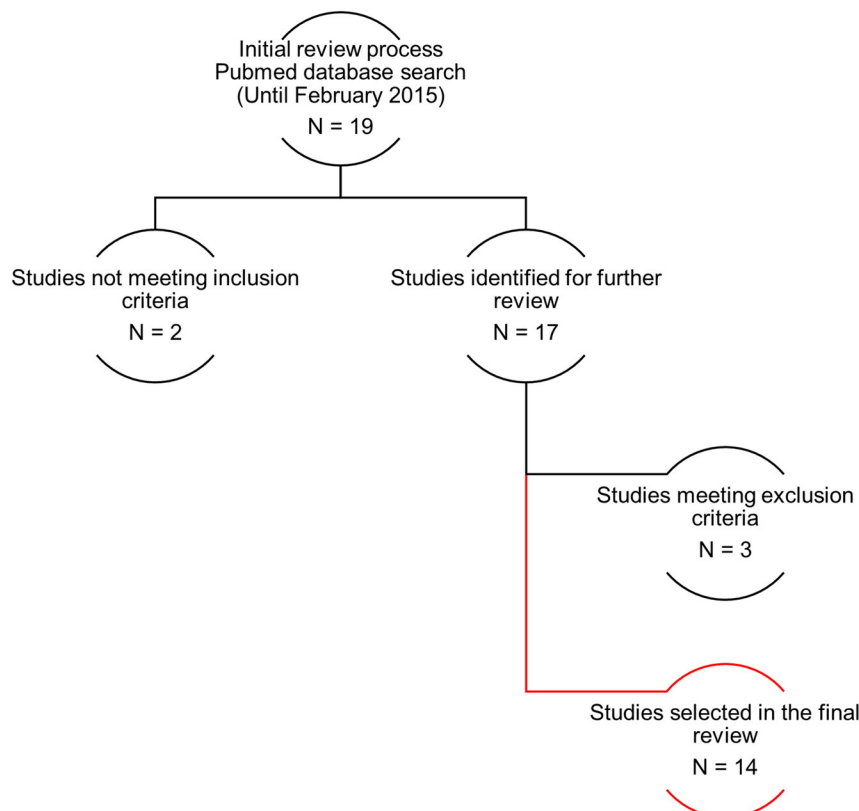 Initial review process
Pubmed database search
(Until February 2015)
N = 19
Studies not meeting inclusion
criteria
N = 2
Studies identified for further
review
N = 17
Studies meeting exclusion
criteria
N = 3
Studies selected in the final
review
N = 14